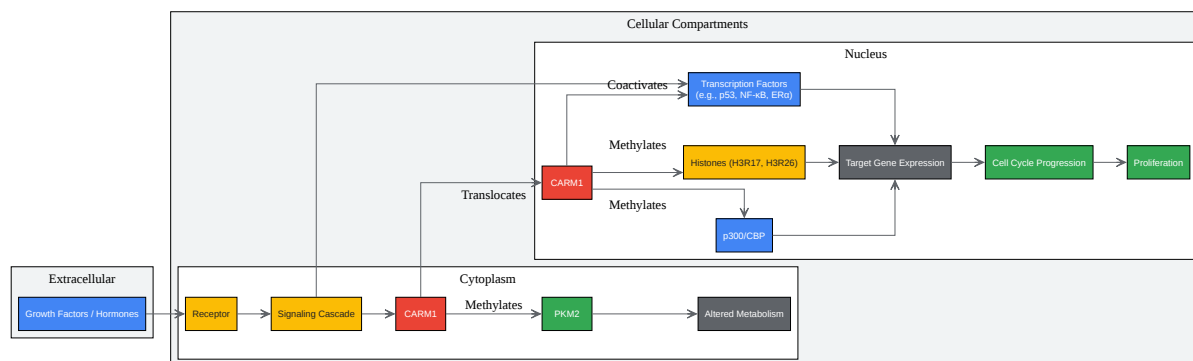 Cellular Compartments
Nucleus
Coactivates
Transcription Factors
(e.g., p53, NF-κB, ERα)
Methylates
Histones (H3R17, H3R26)
Target Gene Expression
Cell Cycle Progression
Proliferation
CARM1
Translocates
Methylates
p300/CBP
Extracellular
Cytoplasm
Growth Factors / Hormones
Receptor
Signaling Cascade
CARM1
Methylates
PKM2
Altered Metabolism